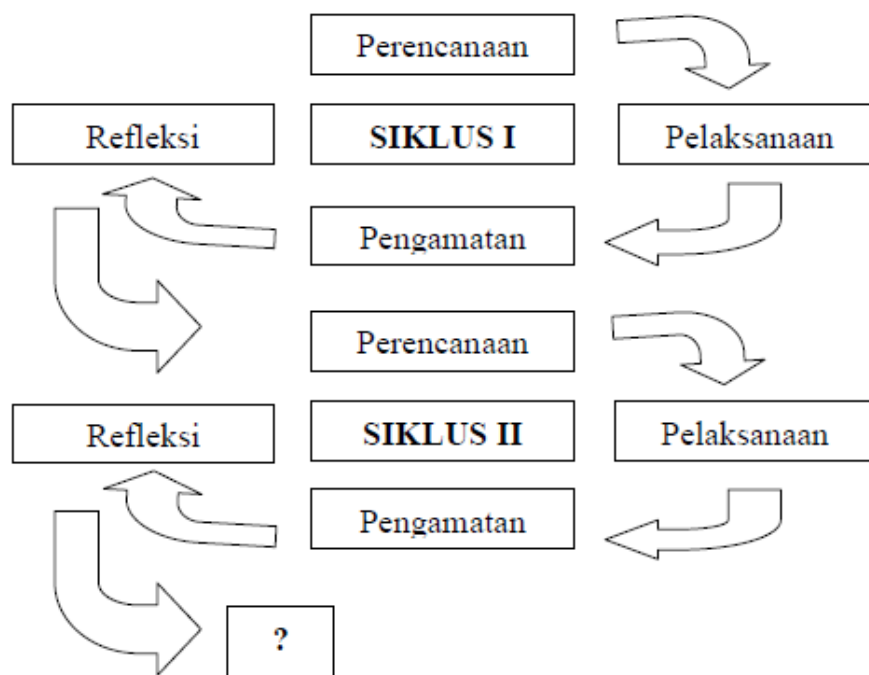 Perencanaan
Refleksi
SIKLUS I
Pelaksanaan
Pengamatan
Perencanaan
Refleksi
SIKLUS II
Pelaksanaan
Pengamatan
?